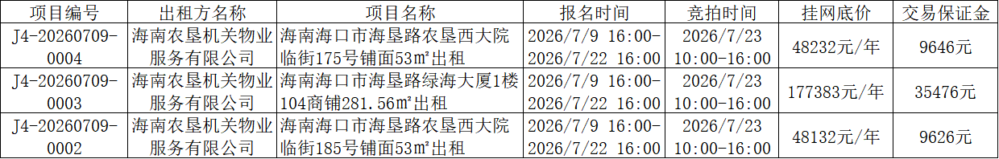 项目编号 出租方名称 项目名称 报名时间 竞拍时间 挂网底价 交易保证金
J4-20260709-0004 海南农垦机关物业服务有限公司 海南海口市海垦路农垦西大院临街175号铺面53㎡出租 2026/7/9 16:00-2026/7/22 16:00 2026/7/23 10:00-16:00 48232元/年 9646元
J4-20260709-0003 海南农垦机关物业服务有限公司 海南海口市海垦路绿海大厦1楼104商铺281.56㎡出租 2026/7/9 16:00-2026/7/22 16:00 2026/7/23 10:00-16:00 177383元/年 35476元
J4-20260709-0002 海南农垦机关物业服务有限公司 海南海口市海垦路农垦西大院临街185号铺面53㎡出租 2026/7/9 16:00-2026/7/22 16:00 2026/7/23 10:00-16:00 48132元/年 9626元